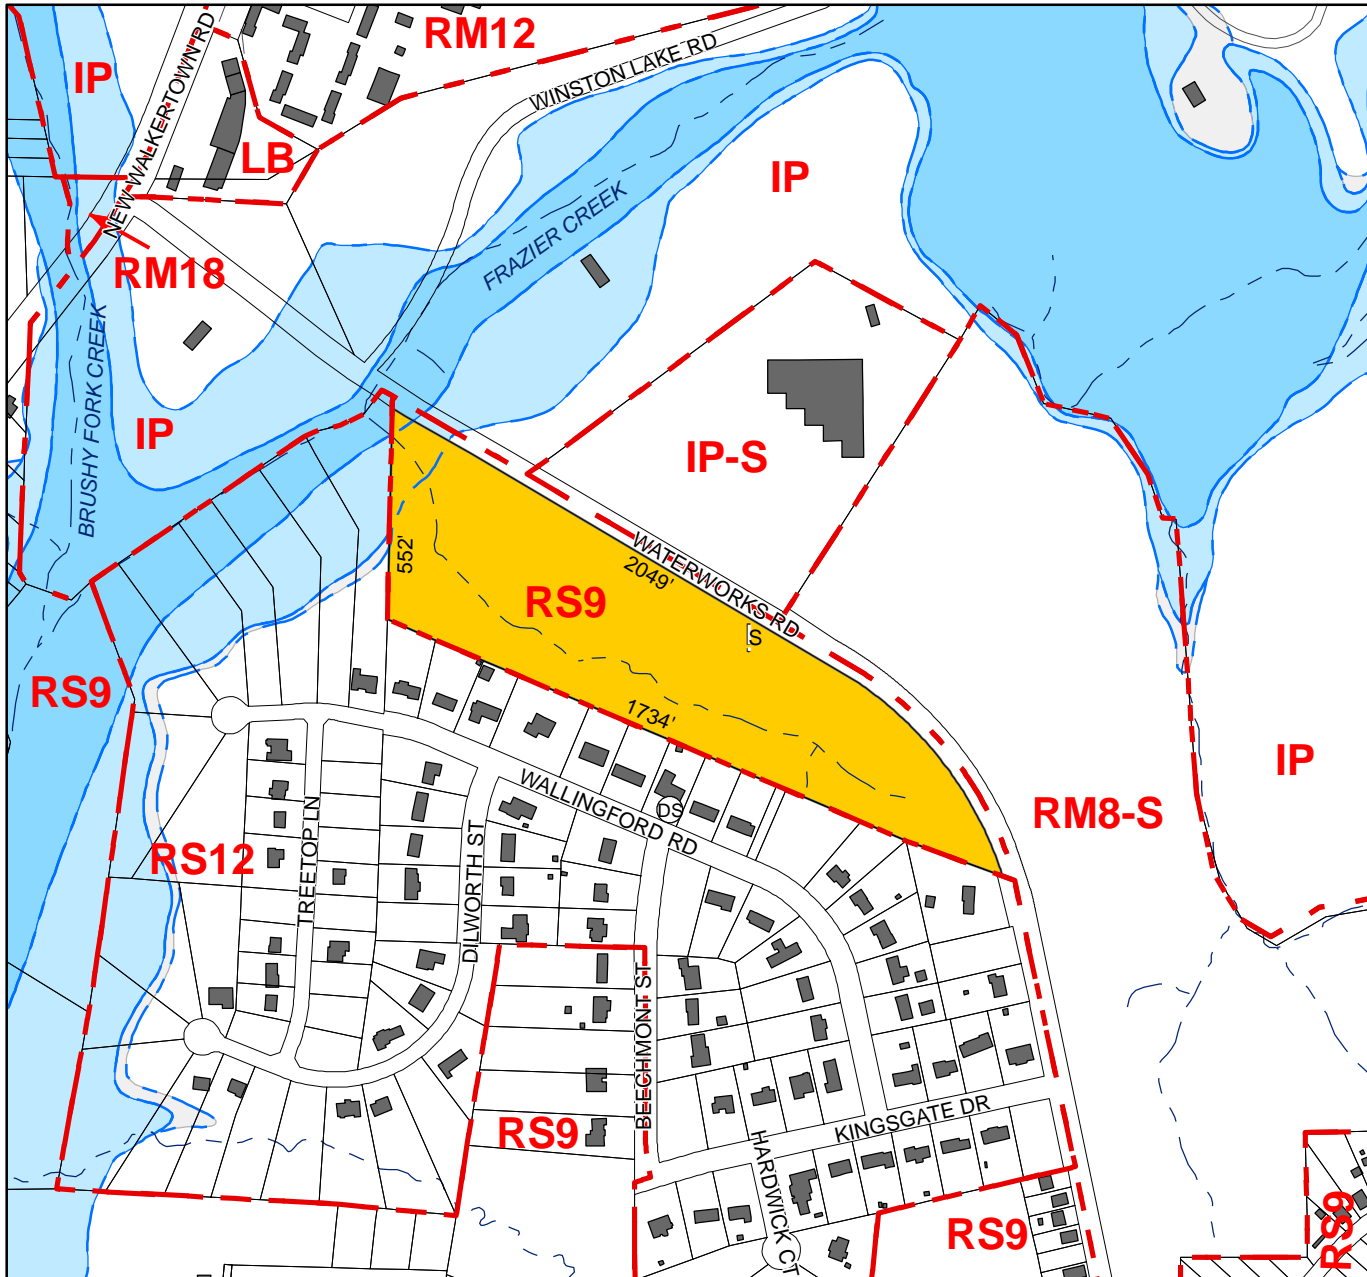 RM12
IP
NEW WALKERTOWN RD
WINSTON LAKE RD
LB
IP
FRAZIER CREEK
RM18
BRUSHY FORK CREEK
IP
IP-S
WATERWORKS RD
2049'
552'
RS9
S
RS9
1734'
IP
WALLINGFORD RD
DS
RM8-S
TREETOP LN
RS12
DILWORTH ST
BEECHMONT ST
KINGSGATE DR
RS9
HARDWICK CT
RS9
RS9